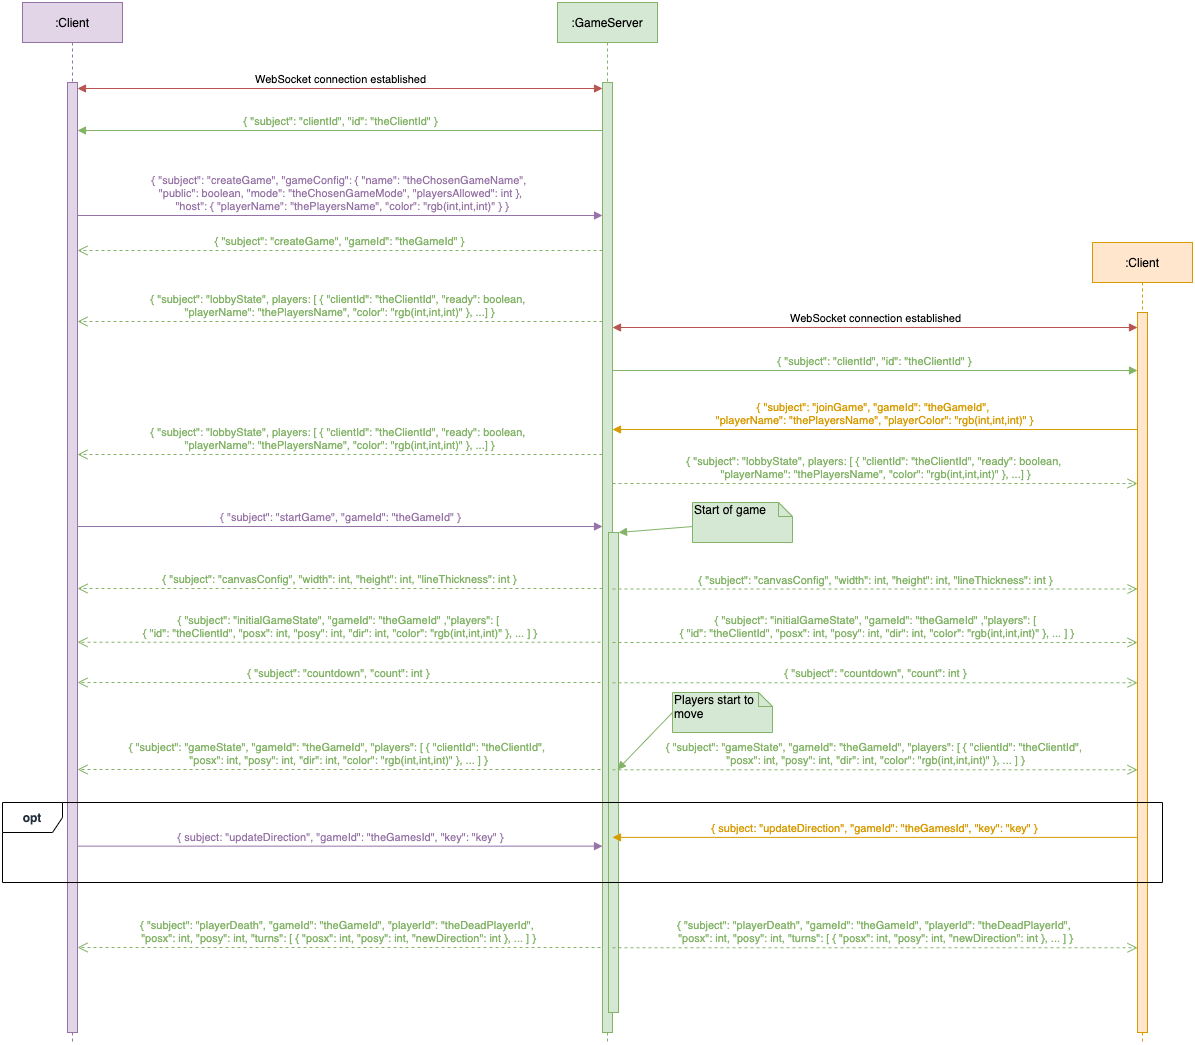 :Client
:GameServer
WebSocket connection established
{ "subject": "clientId", "id": "theClientId" }
{ "subject": "createGame", "gameConfig": { "name": "theChosenGameName",
"public": boolean, "mode": "theChosenGameMode", "playersAllowed": int },
"host": { "playerName": "thePlayersName", "color": "rgb(int,int,int)" } }
{ "subject": "createGame", "gameId": "theGameId" }
:Client
{ "subject": "lobbyState", players: [ { "clientId": "theClientId", "ready": boolean,
"playerName": "thePlayersName", "color": "rgb(int,int,int)" }, ...] }
WebSocket connection established
{ "subject": "clientId", "id": "theClientId" }
{ "subject": "joinGame", "gameId": "theGameId",
"playerName": "thePlayersName", "playerColor": "rgb(int,int,int)" }
{ "subject": "lobbyState", players: [ { "clientId": "theClientId", "ready": boolean,
"playerName": "thePlayersName", "color": "rgb(int,int,int)" }, ...] }
{ "subject": "lobbyState", players: [ { "clientId": "theClientId", "ready": boolean,
"playerName": "thePlayersName", "color": "rgb(int,int,int)" }, ...] }
{ "subject": "startGame", "gameId": "theGameId" }
Start of game
{ "subject": "canvasConfig", "width": int, "height": int, "lineThickness": int }
{ "subject": "canvasConfig", "width": int, "height": int, "lineThickness": int }
{ "subject": "initialGameState", "gameId": "theGameId" ,"players": [
{ "id": "theClientId", "posx": int, "posy": int, "dir": int, "color": "rgb(int,int,int)" }, ... ] }
{ "subject": "initialGameState", "gameId": "theGameId" ,"players": [
{ "id": "theClientId", "posx": int, "posy": int, "dir": int, "color": "rgb(int,int,int)" }, ... ] }
{ "subject": "countdown", "count": int }
{ "subject": "countdown", "count": int }
Players start to
move
{ "subject": "gameState", "gameId": "theGameId", "players": [ { "clientId": "theClientId",
"posx": int, "posy": int, "dir": int, "color": "rgb(int,int,int)" }, ... ] }
{ "subject": "gameState", "gameId": "theGameId", "players": [ { "clientId": "theClientId",
"posx": int, "posy": int, "dir": int, "color": "rgb(int,int,int)" }, ... ] }
opt
{ subject: "updateDirection", "gameId": "theGamesId", "key": "key" }
{ subject: "updateDirection", "gameId": "theGamesId", "key": "key" }
{ "subject": "playerDeath", "gameId": "theGameId", "playerId": "theDeadPlayerId",
"posx": int, "posy": int, "turns": [ { "posx": int, "posy": int, "newDirection": int }, ... ] }
{ "subject": "playerDeath", "gameId": "theGameId", "playerId": "theDeadPlayerId",
"posx": int, "posy": int, "turns": [ { "posx": int, "posy": int, "newDirection": int }, ... ] }